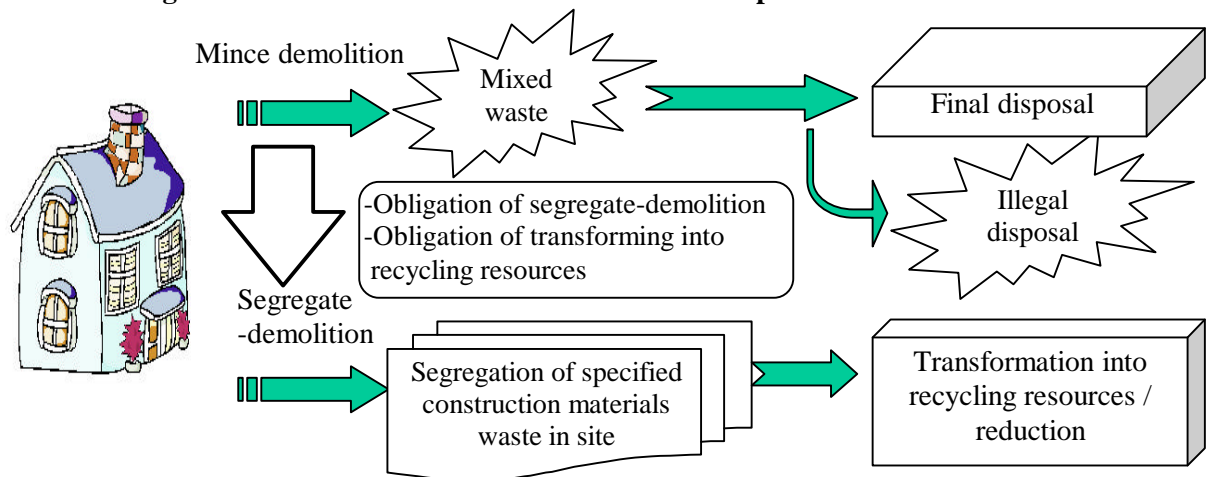 Mince demolition
Mixed
waste
Final disposal
-Obligation of segregate-demolition
-Obligation of transforming into
recycling resources
Illegal
disposal
Segregate
-demolition
Segregation of specified
construction materials
waste in site
Transformation into
recycling resources /
reduction